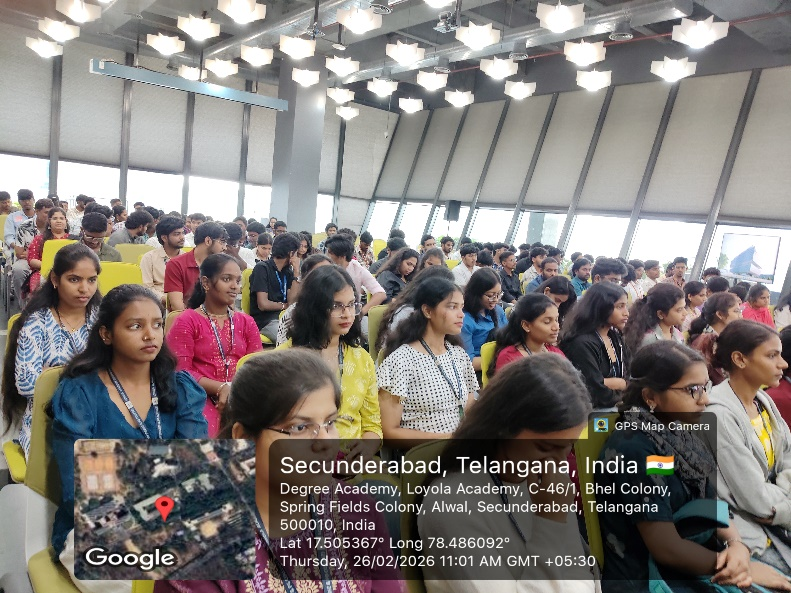 GPS Map Camera
Secunderabad, Telangana, India 🇮🇳
Degree Academy, Loyola Academy, C-46/1, Bhel Colony,
Spring Fields Colony, Alwal, Secunderabad, Telangana
500010, India
Lat 17.505367° Long 78.486092°
Thursday, 26/02/2026 11:01 AM GMT +05:30
Google